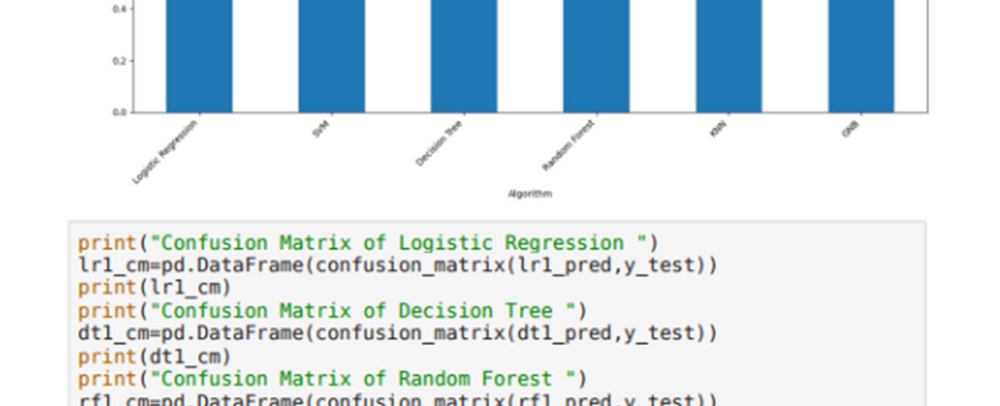 0.4
0.2
0.0
Logistic Regression
SVM
Decision Tree
Random Forest
KNN
GNB
Algorithm
print("Confusion Matrix of Logistic Regression ")
lr1_cm=pd.DataFrame(confusion_matrix(lr1_pred,y_test))
print(lr1_cm)
print("Confusion Matrix of Decision Tree ")
dt1_cm=pd.DataFrame(confusion_matrix(dt1_pred,y_test))
print(dt1_cm)
print("Confusion Matrix of Random Forest ")
rf1_cm=pd.DataFrame(confusion_matrix(rf1_pred,y_test))